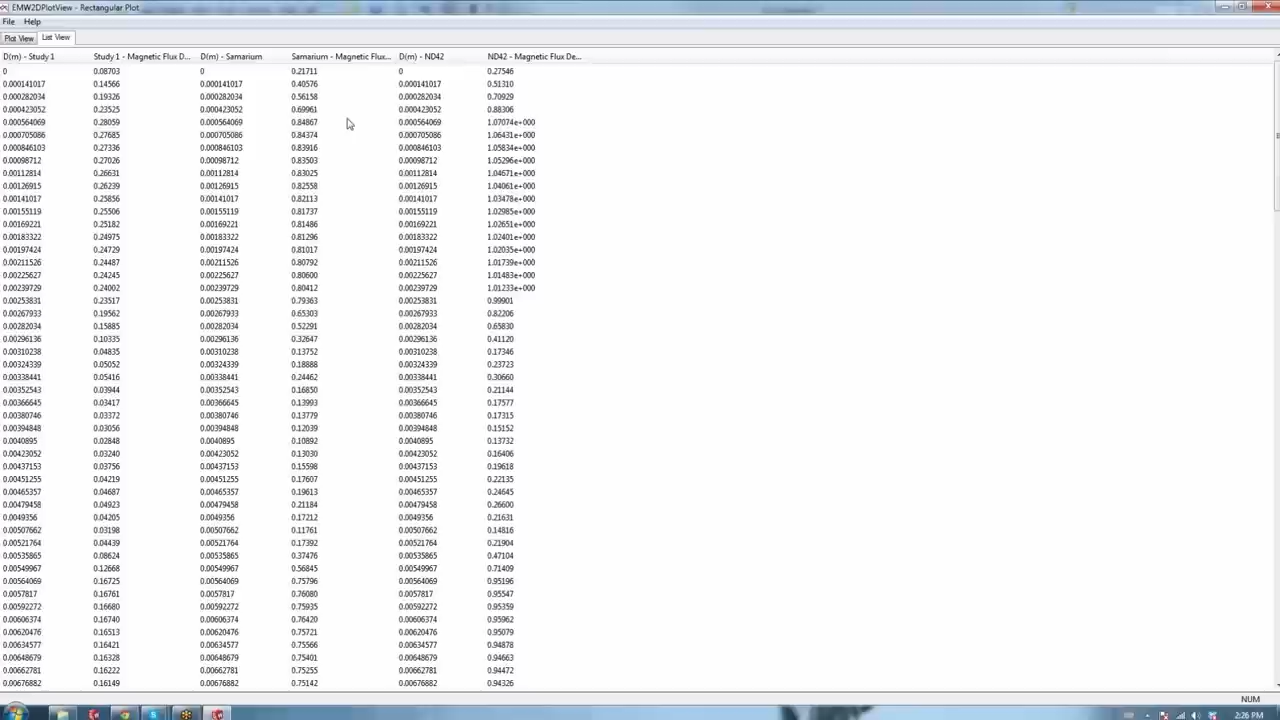 EMW2DPlotView - Rectangular Plot
File Help
Plot View List View
D(m) - Study 1 Study 1 - Magnetic Flux D... D(m) - Samarium Samarium - Magnetic Flux... D(m) - ND42 ND42 - Magnetic Flux De...
0 0.08703 0 0.21711 0 0.27546
0.000141017 0.14566 0.000141017 0.40576 0.000141017 0.51310
0.000282034 0.19326 0.000282034 0.56158 0.000282034 0.70929
0.000423052 0.23525 0.000423052 0.69961 0.000423052 0.88306
0.000564069 0.28059 0.000564069 0.84867 0.000564069 1.07074e+000
0.000705086 0.27685 0.000705086 0.84374 0.000705086 1.06431e+000
0.000846103 0.27336 0.000846103 0.83916 0.000846103 1.05834e+000
0.00098712 0.27026 0.00098712 0.83503 0.00098712 1.05296e+000
0.00112814 0.26631 0.00112814 0.83025 0.00112814 1.04671e+000
0.00126915 0.26239 0.00126915 0.82558 0.00126915 1.04061e+000
0.00141017 0.25856 0.00141017 0.82113 0.00141017 1.03478e+000
0.00155119 0.25506 0.00155119 0.81737 0.00155119 1.02985e+000
0.00169221 0.25182 0.00169221 0.81486 0.00169221 1.02651e+000
0.00183322 0.24975 0.00183322 0.81296 0.00183322 1.02401e+000
0.00197424 0.24729 0.00197424 0.81017 0.00197424 1.02035e+000
0.00211526 0.24487 0.00211526 0.80792 0.00211526 1.01739e+000
0.00225627 0.24245 0.00225627 0.80600 0.00225627 1.01483e+000
0.00239729 0.24002 0.00239729 0.80412 0.00239729 1.01233e+000
0.00253831 0.23517 0.00253831 0.79363 0.00253831 0.99901
0.00267933 0.19562 0.00267933 0.65303 0.00267933 0.82206
0.00282034 0.15885 0.00282034 0.52291 0.00282034 0.65830
0.00296136 0.10335 0.00296136 0.32647 0.00296136 0.41120
0.00310238 0.04835 0.00310238 0.13752 0.00310238 0.17346
0.00324339 0.05052 0.00324339 0.18888 0.00324339 0.23723
0.00338441 0.05416 0.00338441 0.24462 0.00338441 0.30660
0.00352543 0.03944 0.00352543 0.16850 0.00352543 0.21144
0.00366645 0.03417 0.00366645 0.13993 0.00366645 0.17577
0.00380746 0.03372 0.00380746 0.13779 0.00380746 0.17315
0.00394848 0.03056 0.00394848 0.12039 0.00394848 0.15152
0.0040895 0.02848 0.0040895 0.10892 0.0040895 0.13732
0.00423052 0.03240 0.00423052 0.13030 0.00423052 0.16406
0.00437153 0.03756 0.00437153 0.15598 0.00437153 0.19618
0.00451255 0.04219 0.00451255 0.17607 0.00451255 0.22135
0.00465357 0.04687 0.00465357 0.19613 0.00465357 0.24645
0.00479458 0.04923 0.00479458 0.21184 0.00479458 0.26600
0.0049356 0.04205 0.0049356 0.17212 0.0049356 0.21631
0.00507662 0.03198 0.00507662 0.11761 0.00507662 0.14816
0.00521764 0.04439 0.00521764 0.17392 0.00521764 0.21904
0.00535865 0.08624 0.00535865 0.37476 0.00535865 0.47104
0.00549967 0.12668 0.00549967 0.56845 0.00549967 0.71409
0.00564069 0.16725 0.00564069 0.75796 0.00564069 0.95196
0.0057817 0.16761 0.0057817 0.76080 0.0057817 0.95547
0.00592272 0.16680 0.00592272 0.75935 0.00592272 0.95359
0.00606374 0.16740 0.00606374 0.76420 0.00606374 0.95962
0.00620476 0.16513 0.00620476 0.75721 0.00620476 0.95079
0.00634577 0.16421 0.00634577 0.75566 0.00634577 0.94878
0.00648679 0.16328 0.00648679 0.75401 0.00648679 0.94663
0.00662781 0.16222 0.00662781 0.75255 0.00662781 0.94472
0.00676882 0.16149 0.00676882 0.75142 0.00676882 0.94326
NUM
2:26 PM